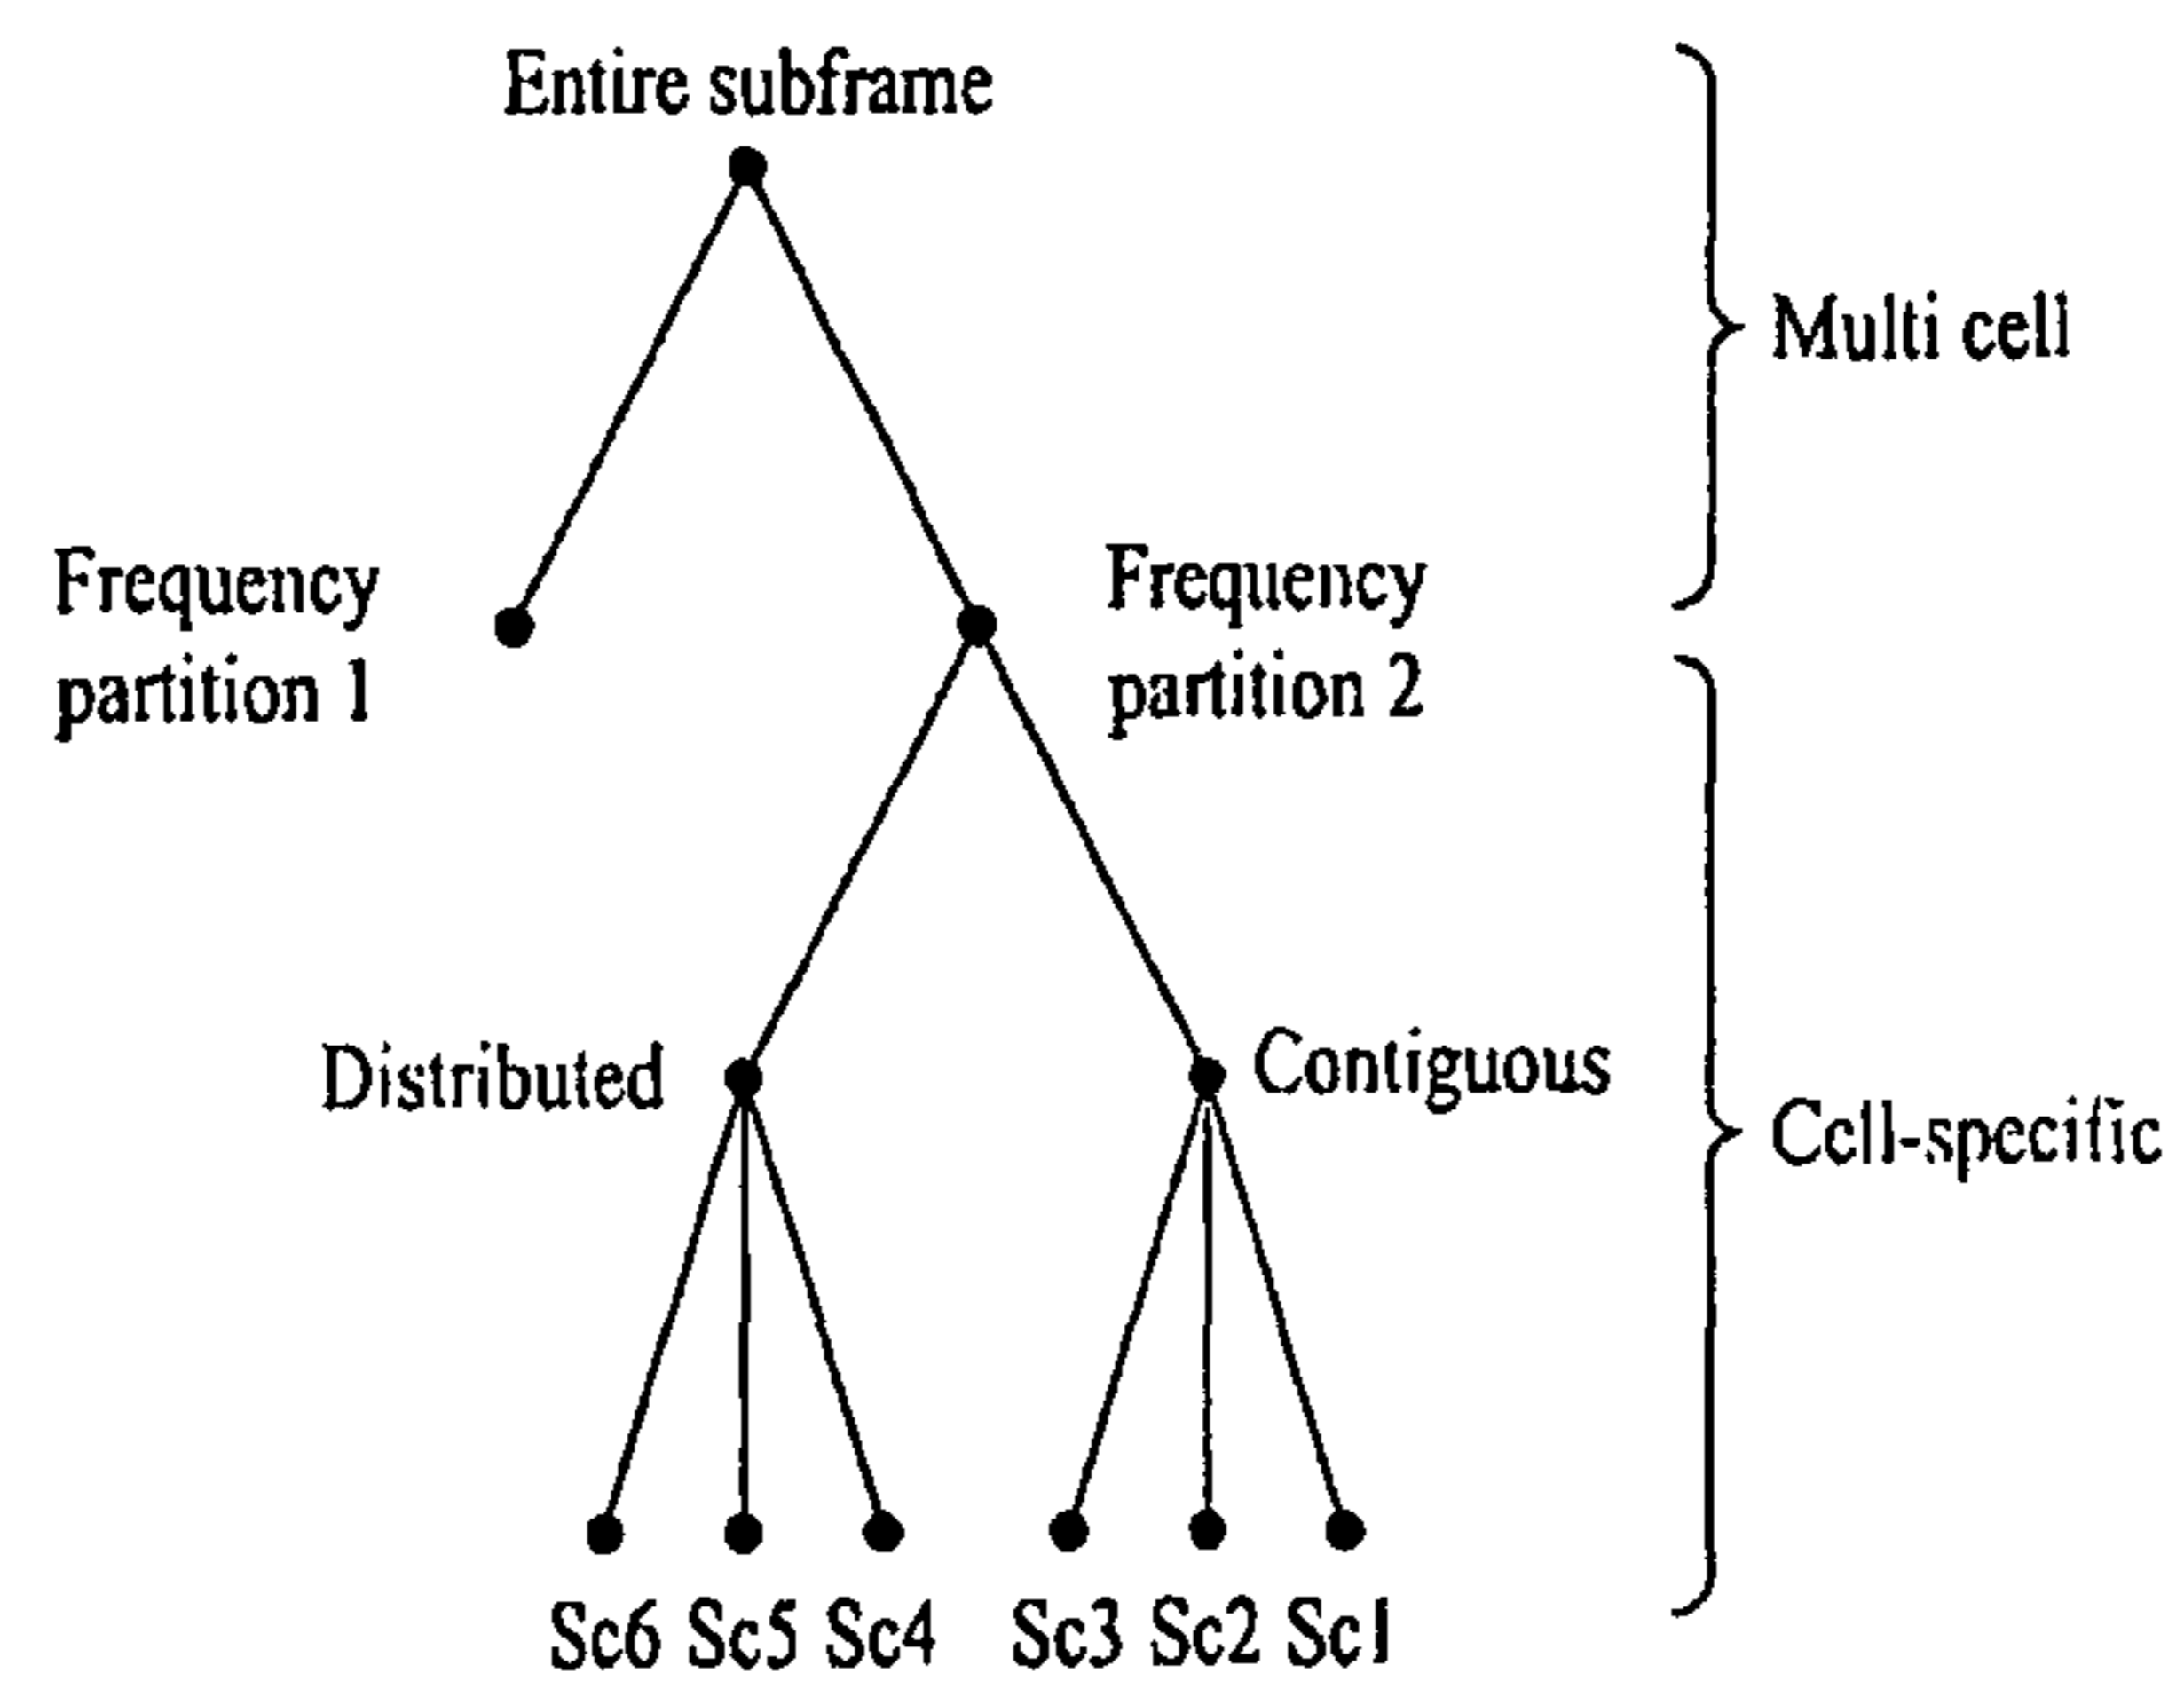 Entire subframe
Multi cell
Frequency
partition 1
Frequency
partition 2
Distributed
Contiguous
Cell-specific
Sc6 Sc5 Sc4 Sc3 Sc2 Sc1